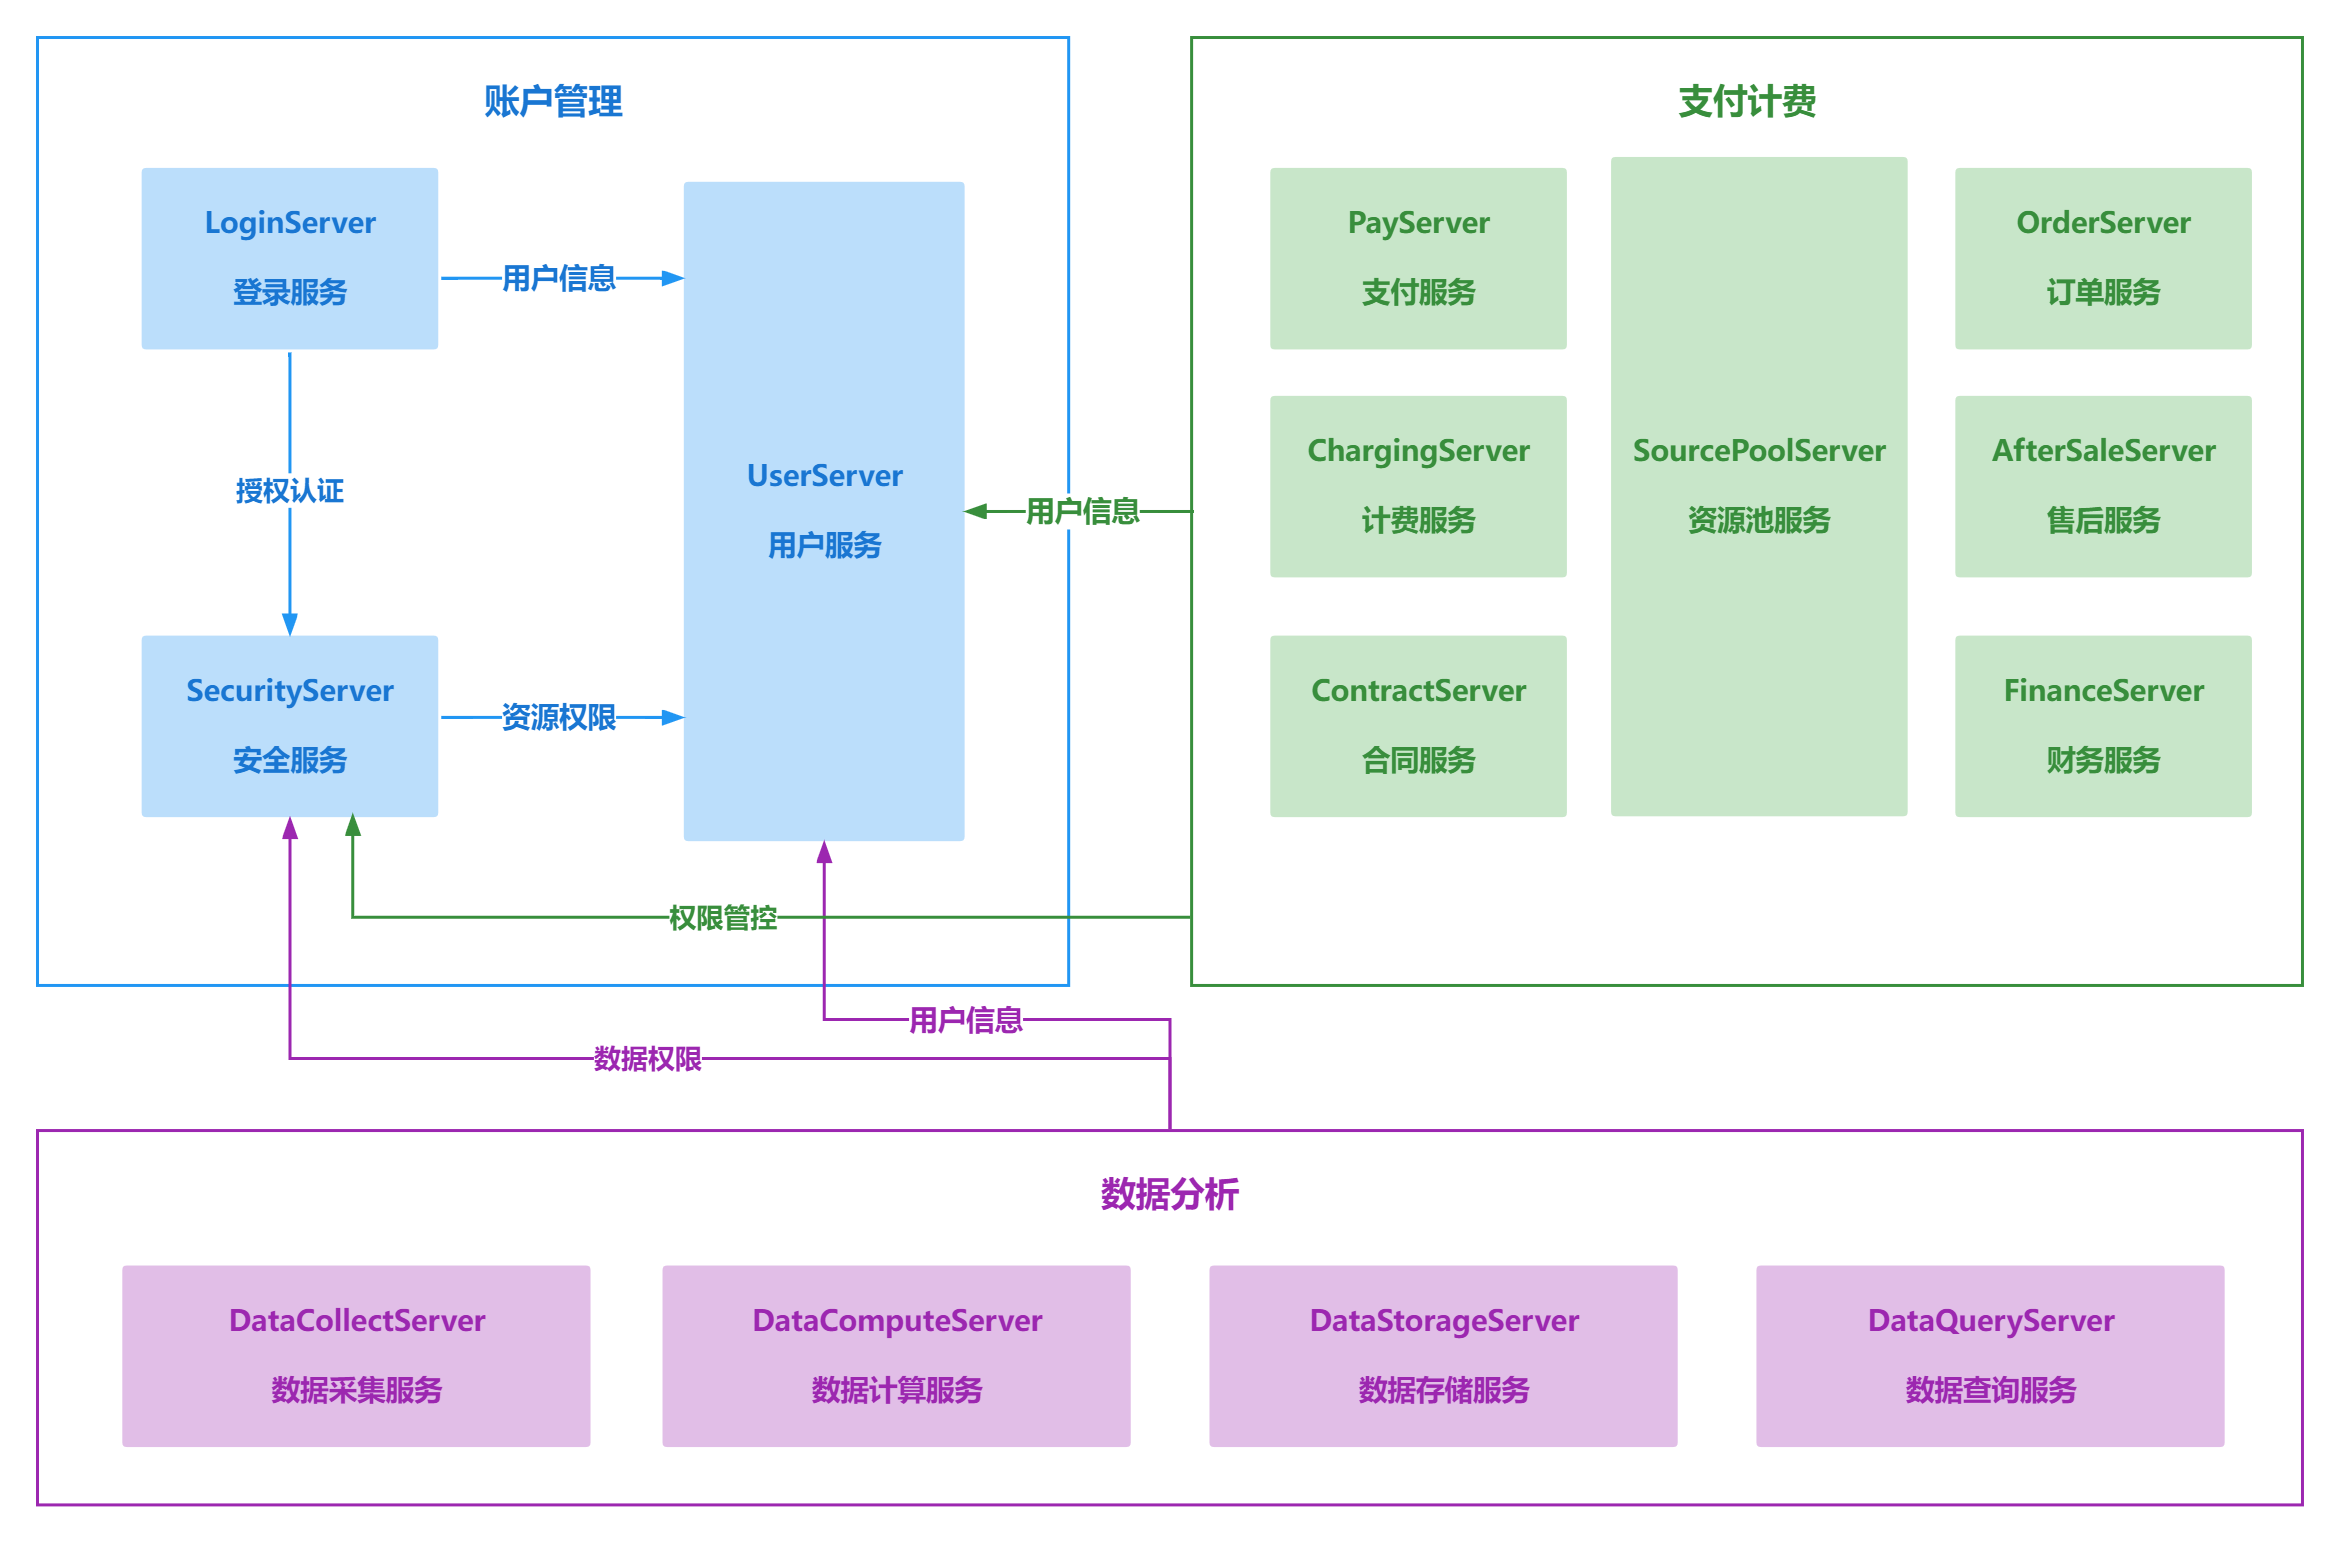 账户管理
LoginServer
登录服务
用户信息
授权认证
UserServer
用户服务
SecurityServer
安全服务
资源权限
支付计费
PayServer
支付服务
SourcePoolServer
资源池服务
OrderServer
订单服务
ChargingServer
计费服务
AfterSaleServer
售后服务
ContractServer
合同服务
FinanceServer
财务服务
用户信息
权限管控
用户信息
数据权限
数据分析
DataCollectServer
数据采集服务
DataComputeServer
数据计算服务
DataStorageServer
数据存储服务
DataQueryServer
数据查询服务